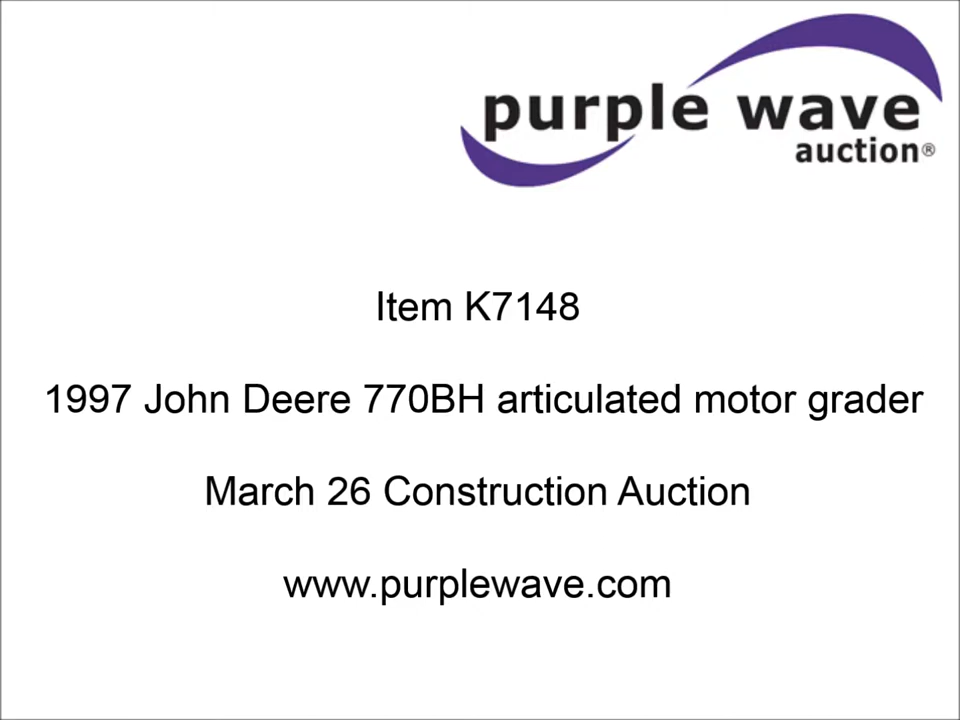 purple wave
auction®
Item K7148
1997 John Deere 770BH articulated motor grader
March 26 Construction Auction
www.purplewave.com